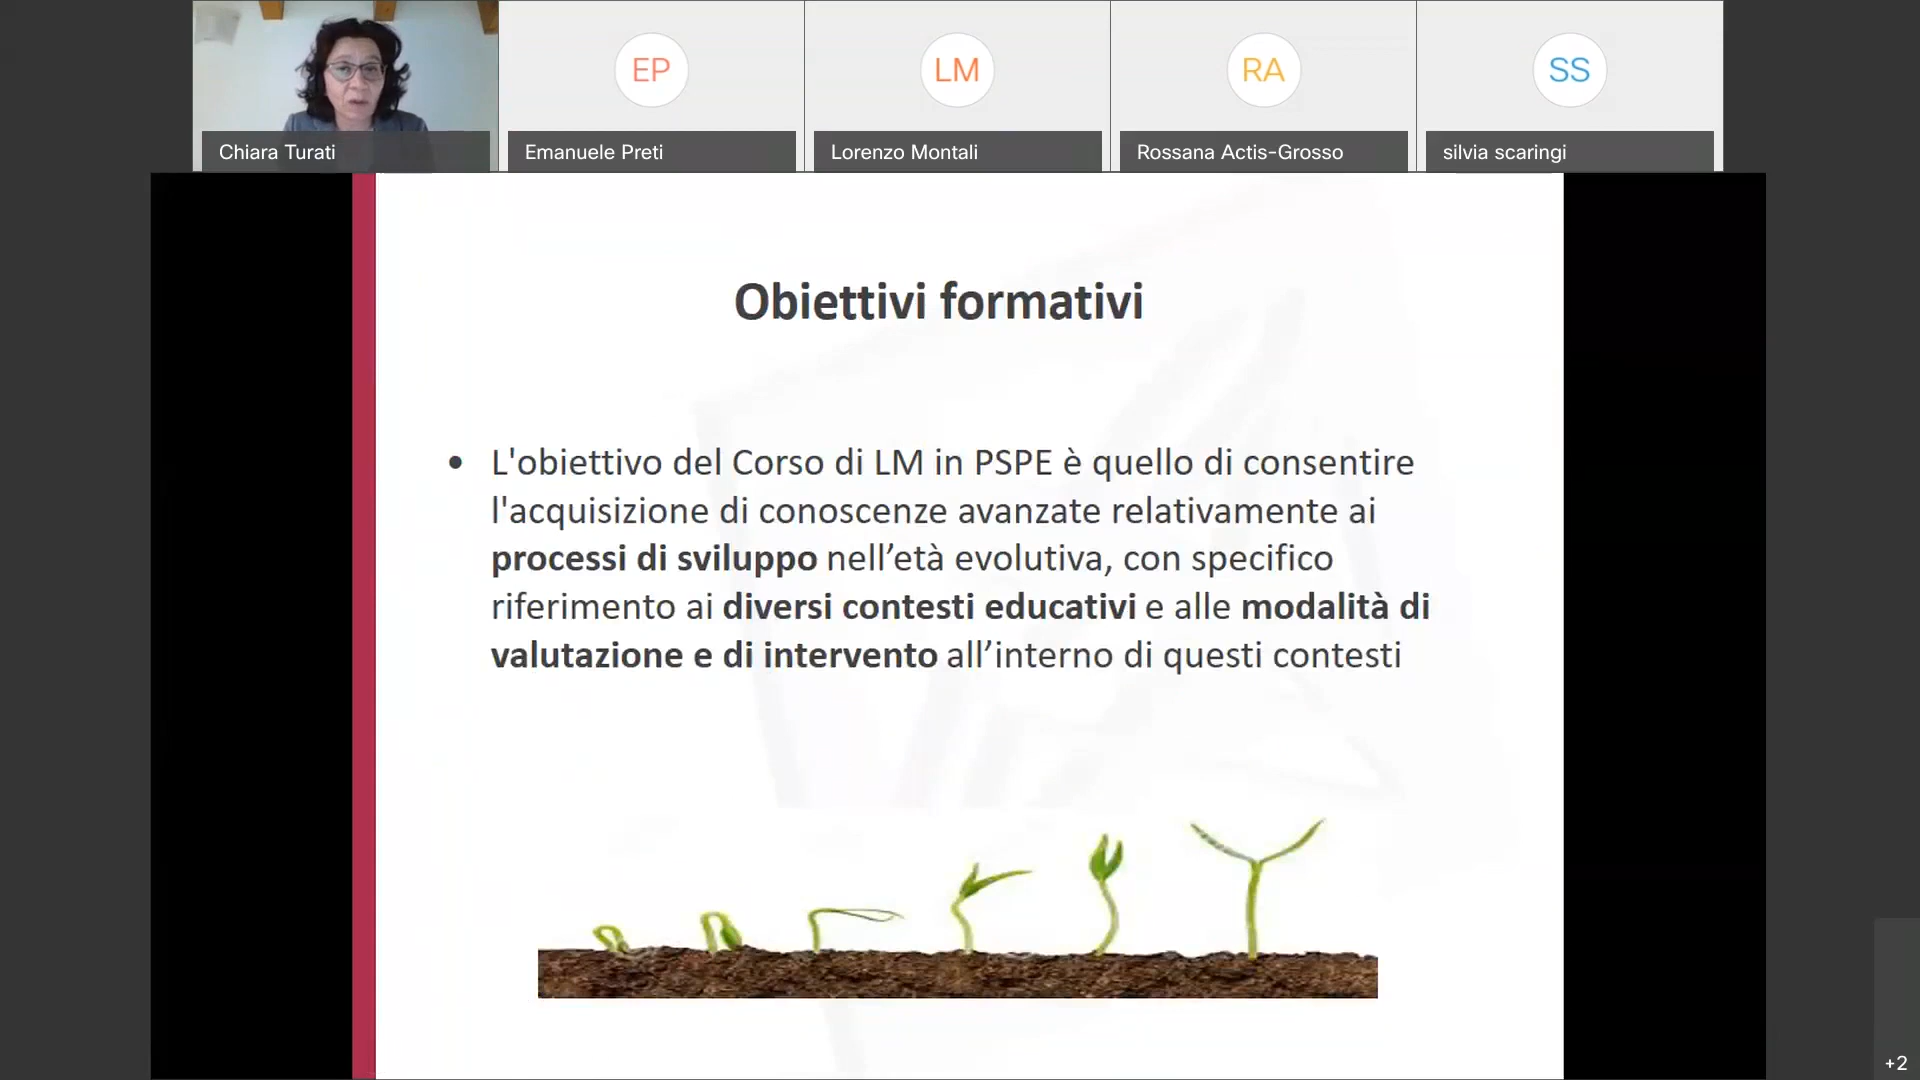 EP
LM
RA
SS
Chiara Turati
Emanuele Preti
Lorenzo Montali
Rossana Actis-Grosso
silvia scaringi
Obiettivi formativi
• L'obiettivo del Corso di LM in PSPE è quello di consentire
l'acquisizione di conoscenze avanzate relativamente ai
processi di sviluppo nell’età evolutiva, con specifico
riferimento ai diversi contesti educativi e alle modalità di
valutazione e di intervento all’interno di questi contesti
+2